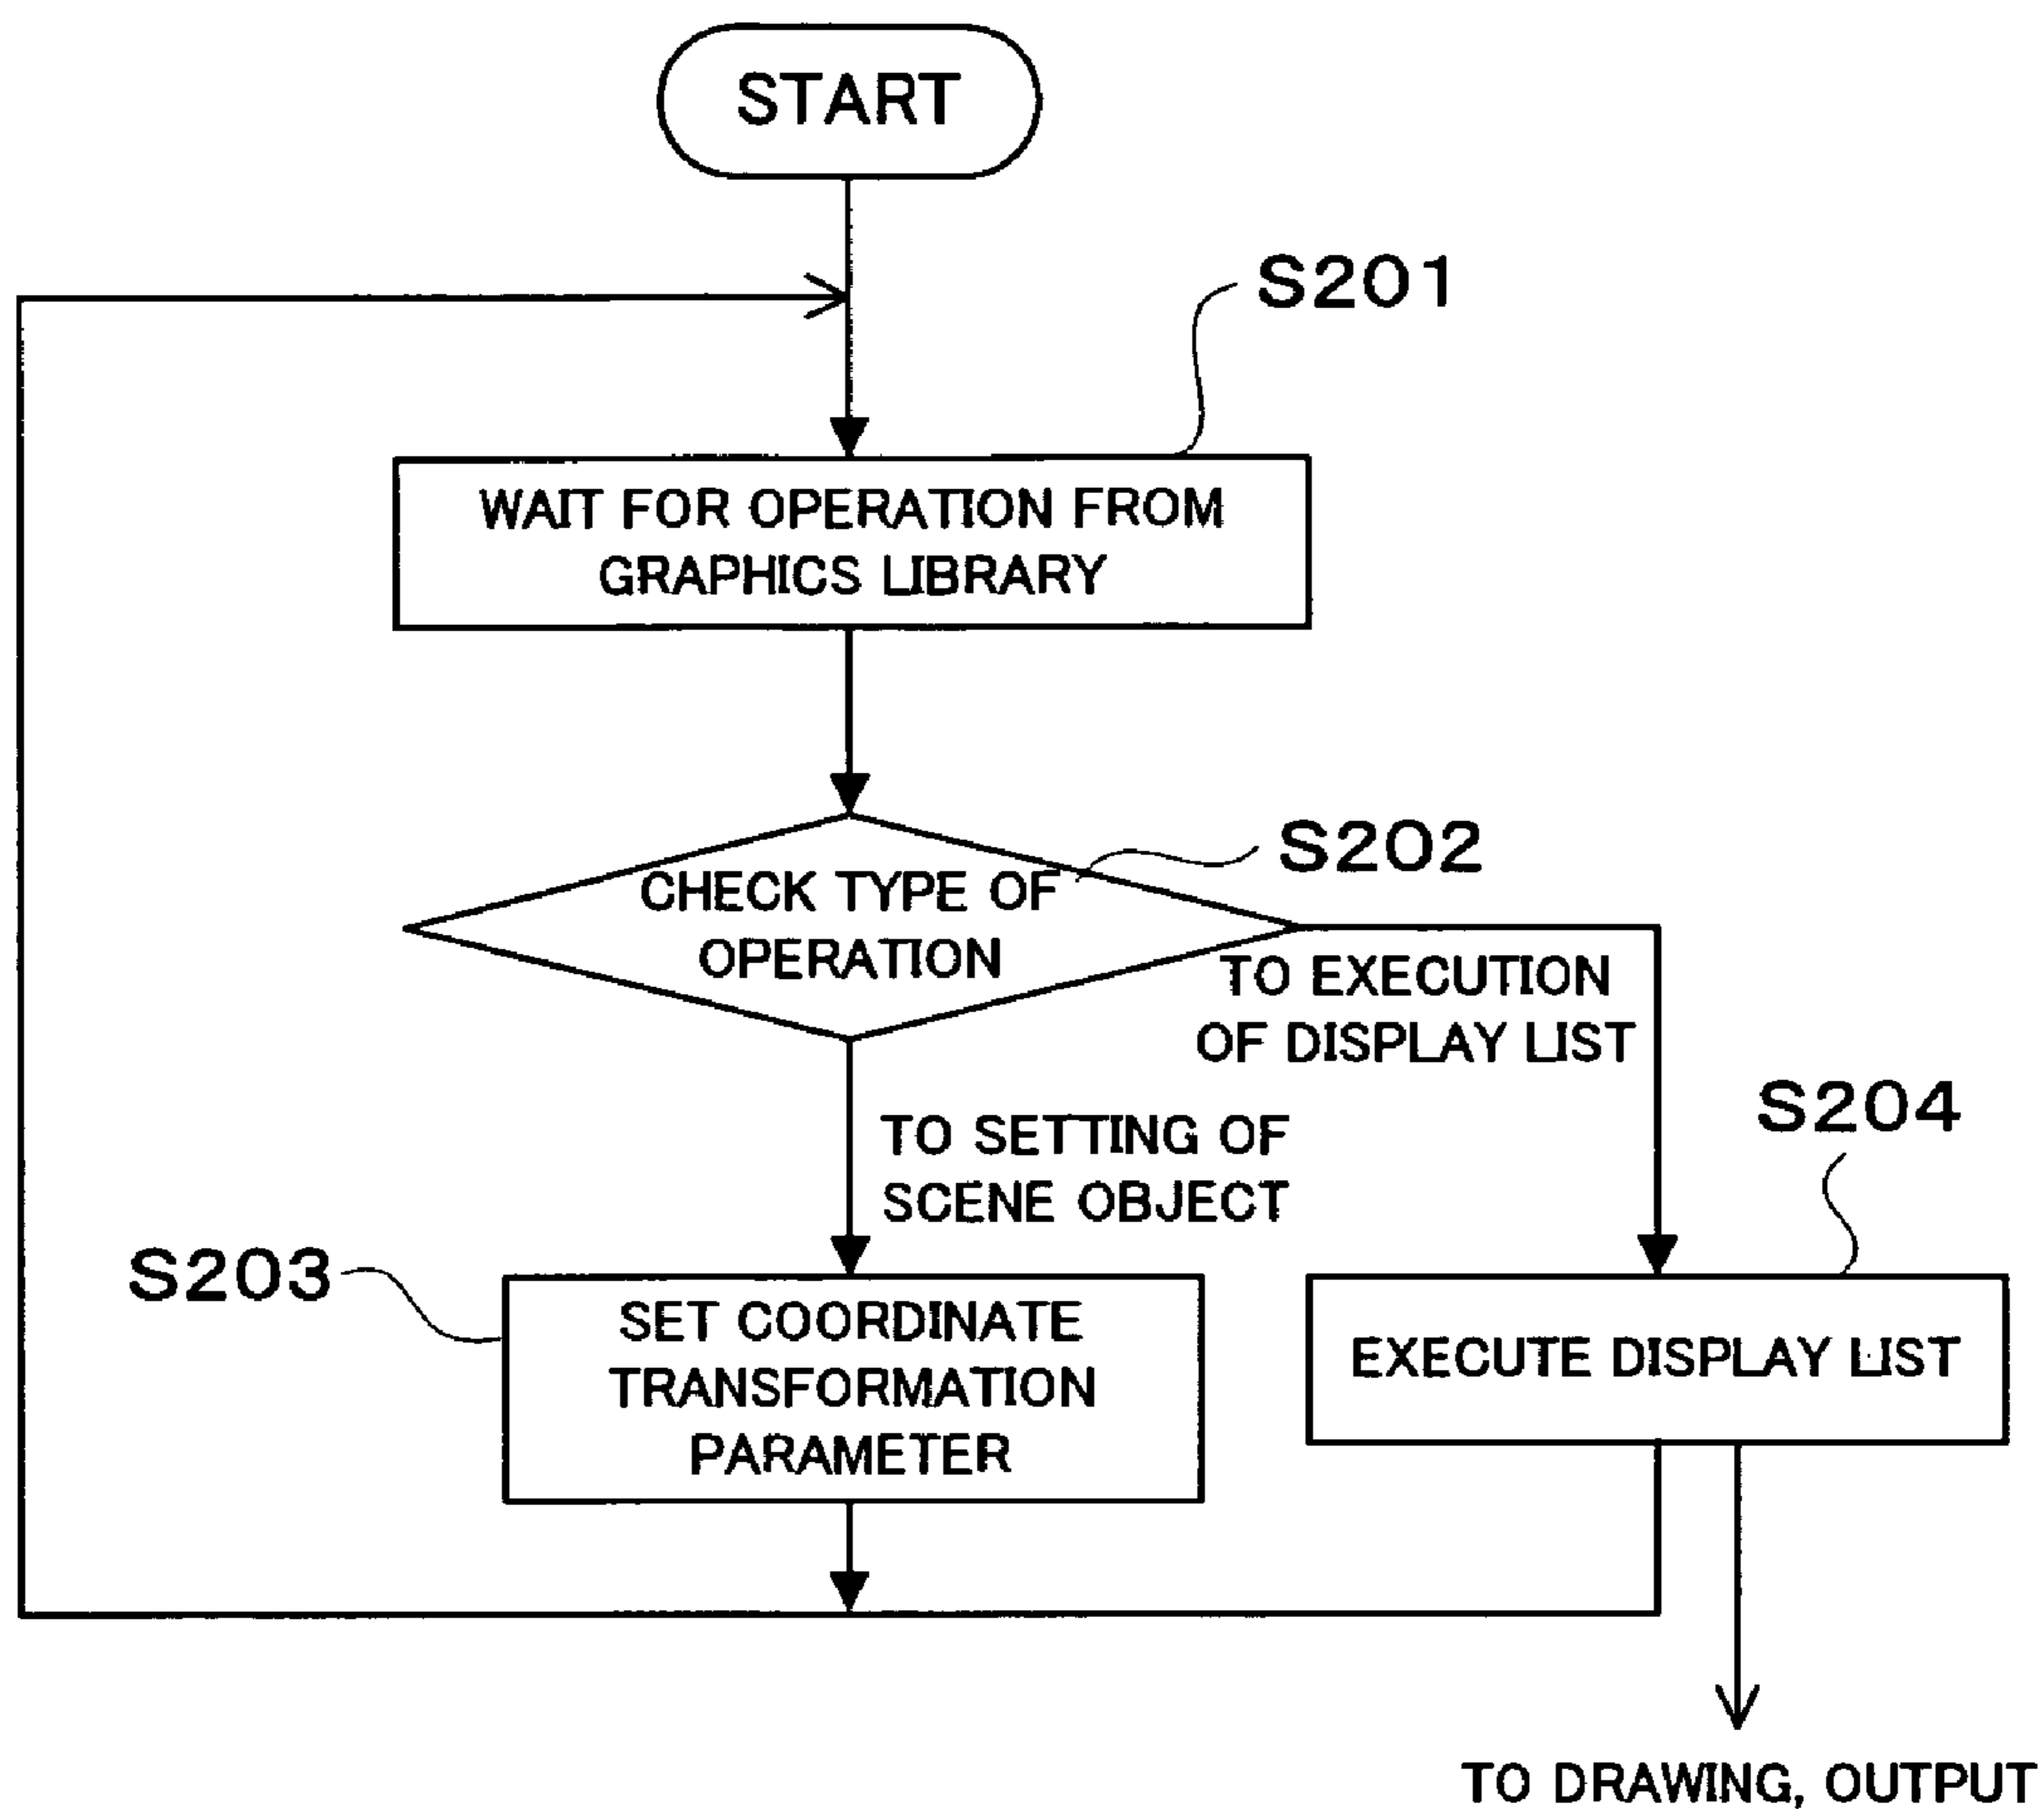 START
S201
WAIT FOR OPERATION FROM
GRAPHICS LIBRARY
S202
CHECK TYPE OF
OPERATION
TO EXECUTION
OF DISPLAY LIST
S204
TO SETTING OF
SCENE OBJECT
S203
SET COORDINATE
TRANSFORMATION
PARAMETER
EXECUTE DISPLAY LIST
TO DRAWING, OUTPUT